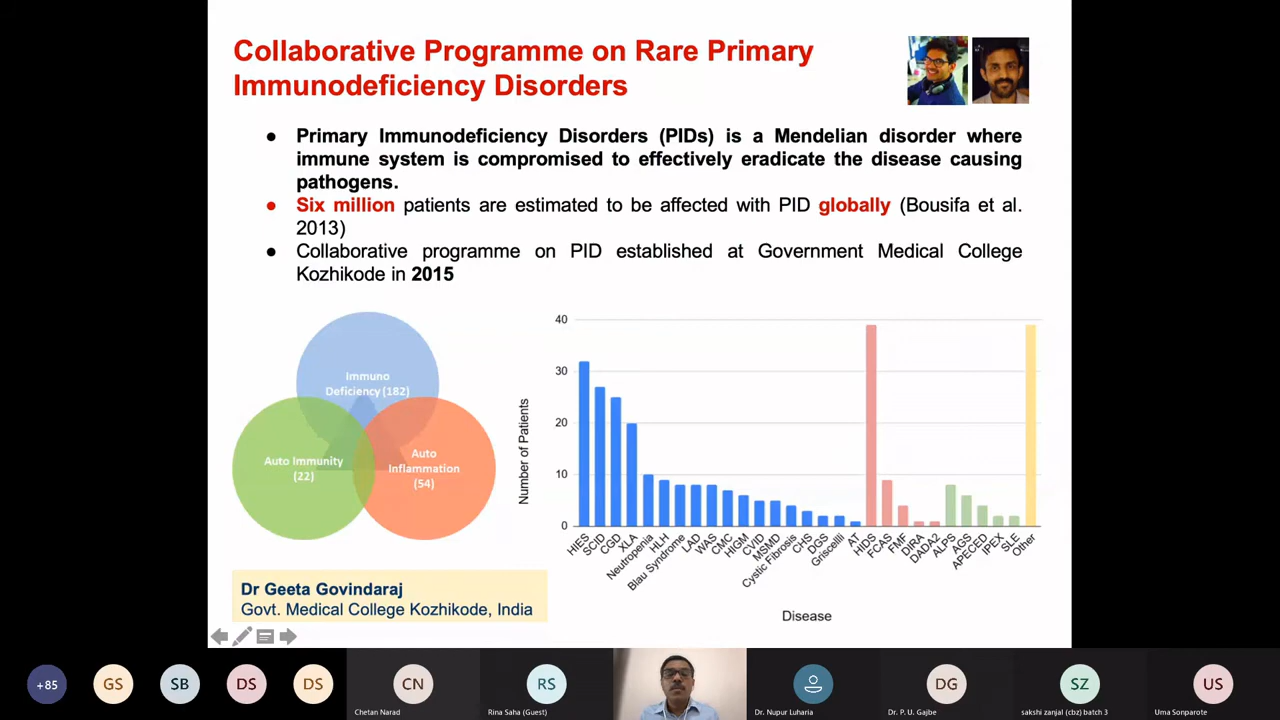 Collaborative Programme on Rare Primary
Immunodeficiency Disorders
● Primary Immunodeficiency Disorders (PIDs) is a Mendelian disorder where
immune system is compromised to effectively eradicate the disease causing
pathogens.
● Six million patients are estimated to be affected with PID globally (Bousifa et al.
2013)
● Collaborative programme on PID established at Government Medical College
Kozhikode in 2015
Immuno
Deficiency (182)
Auto Immunity
(22)
Auto
Inflammation
(54)
Dr Geeta Govindaraj
Govt. Medical College Kozhikode, India
Number of Patients
40
30
20
10
0
HIES
SCID
CGD
XLA
Neutropenia
HLH
Blau Syndrome
LAD
WAS
CMC
HIGM
CVID
MSMD
Cystic Fibrosis
CHS
DGS
Griscelli
AT
HIDS
FCAS
FMF
DIRA
DADA2
ALPS
AGS
APECED
IPEX
SLE
Other
Disease
+85
GS
SB
DS
DS
CN
Chetan Narad
RS
Rina Saha (Guest)
Dr. Nupur Luharia
DG
Dr. P. U. Gajbe
SZ
sakshi zanjal (cbz) batch 3
US
Uma Sonparote